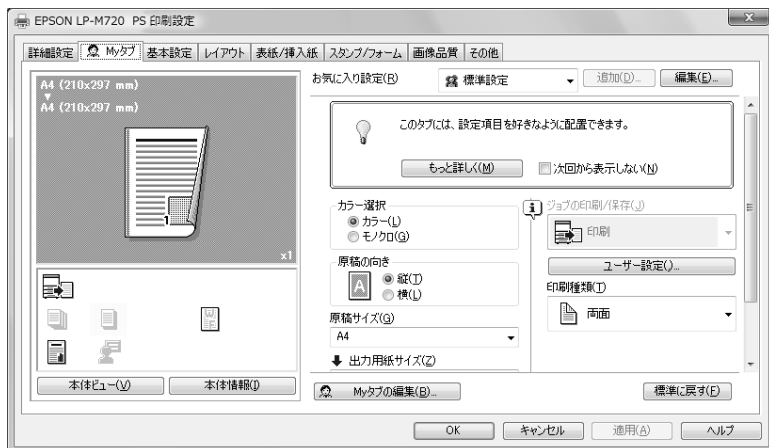 EPSON LP-M720 PS 印刷設定
詳細設定 Myタブ 基本設定 レイアウト 表紙/挿入紙 スタンプ/フォーム 画像品質 その他
A4 (210x297 mm)
A4 (210x297 mm)
1
x1
本体ビュー(V) 本体情報(I)
お気に入り設定(R) 標準設定 追加(D)... 編集(E)...
このタブには、設定項目を好きなように配置できます。
もっと詳しく(M) 次回から表示しない(N)
カラー選択
カラー(L)
モノクロ(G)
原稿の向き
A
縦(T)
横(L)
原稿サイズ(G)
A4
出力用紙サイズ(Z)
ジョブの印刷/保存(J)
印刷
ユーザー設定()...
印刷種類(T)
両面
Myタブの編集(B)... 標準に戻す(F)
OK キャンセル 適用(A) ヘルプ